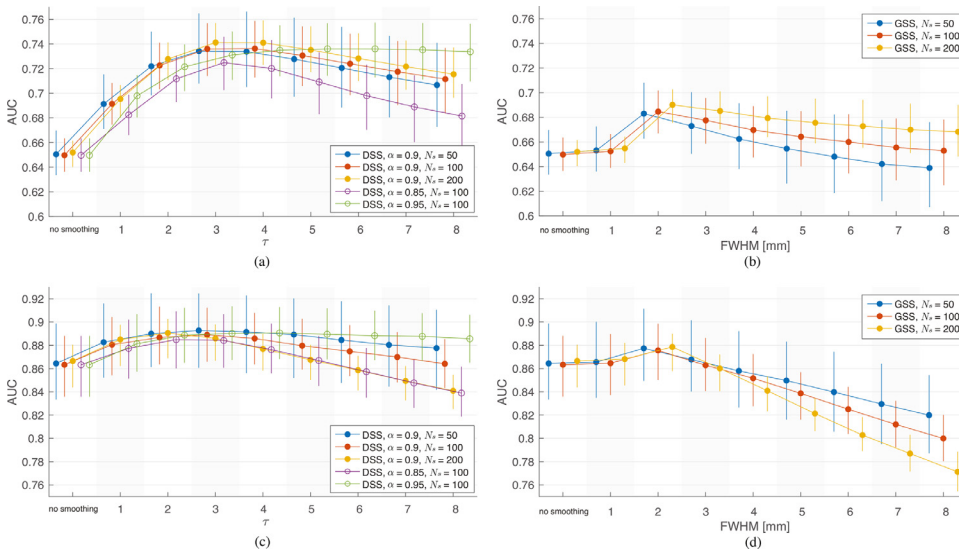 0.76
0.74
0.72
0.7
0.68
0.66
0.64
0.62
0.6
AUC
DSS, α = 0.9, Nₛ = 50
DSS, α = 0.9, Nₛ = 100
DSS, α = 0.9, Nₛ = 200
DSS, α = 0.85, Nₛ = 100
DSS, α = 0.95, Nₛ = 100
no smoothing 1 2 3 4 5 6 7 8
τ
(a)
0.76
0.74
0.72
0.7
0.68
0.66
0.64
0.62
0.6
AUC
GSS, Nₛ = 50
GSS, Nₛ = 100
GSS, Nₛ = 200
no smoothing 1 2 3 4 5 6 7 8
FWHM [mm]
(b)
0.92
0.9
0.88
0.86
0.84
0.82
0.8
0.78
0.76
AUC
DSS, α = 0.9, Nₛ = 50
DSS, α = 0.9, Nₛ = 100
DSS, α = 0.9, Nₛ = 200
DSS, α = 0.85, Nₛ = 100
DSS, α = 0.95, Nₛ = 100
no smoothing 1 2 3 4 5 6 7 8
τ
(c)
0.92
0.9
0.88
0.86
0.84
0.82
0.8
0.78
0.76
AUC
GSS, Nₛ = 50
GSS, Nₛ = 100
GSS, Nₛ = 200
no smoothing 1 2 3 4 5 6 7 8
FWHM [mm]
(d)